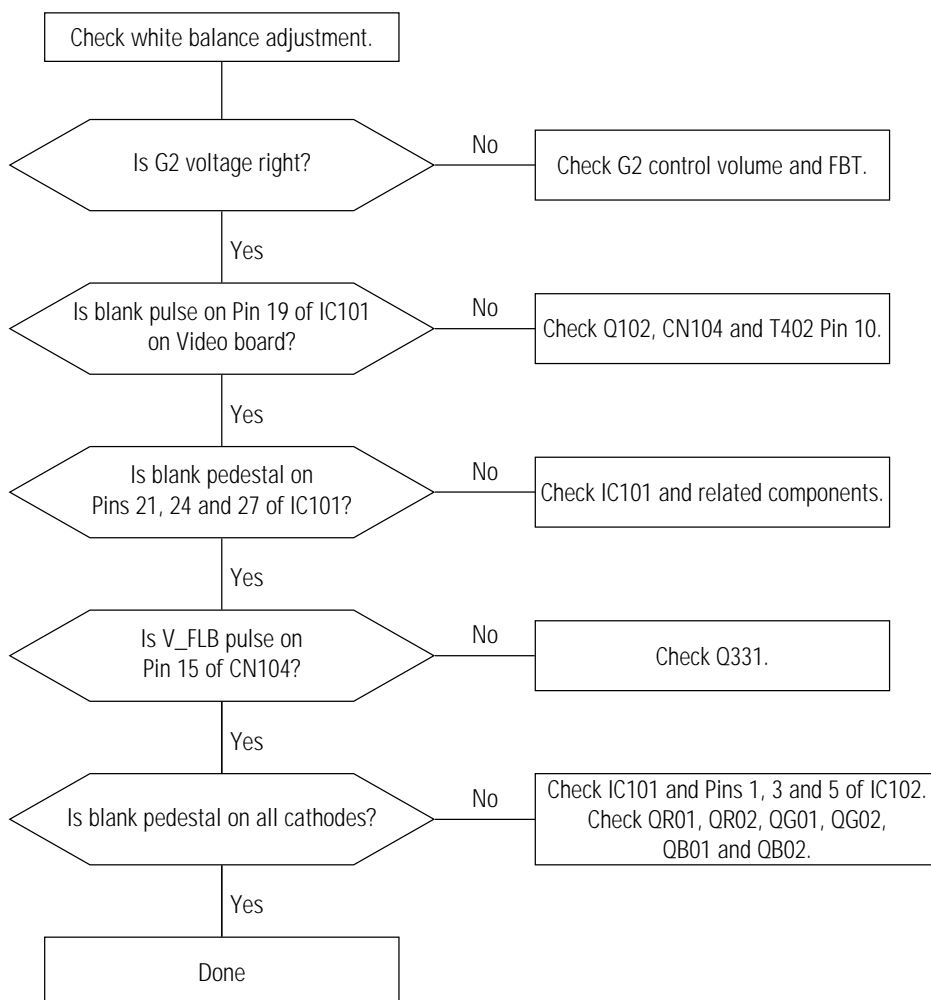 Check white balance adjustment.
Is G2 voltage right?
No
Check G2 control volume and FBT.
Yes
Is blank pulse on Pin 19 of IC101
on Video board?
No
Check Q102, CN104 and T402 Pin 10.
Yes
Is blank pedestal on
Pins 21, 24 and 27 of IC101?
No
Check IC101 and related components.
Yes
Is V_FLB pulse on
Pin 15 of CN104?
No
Check Q331.
Yes
Is blank pedestal on all cathodes?
No
Check IC101 and Pins 1, 3 and 5 of IC102.
Check QR01, QR02, QG01, QG02,
QB01 and QB02.
Yes
Done